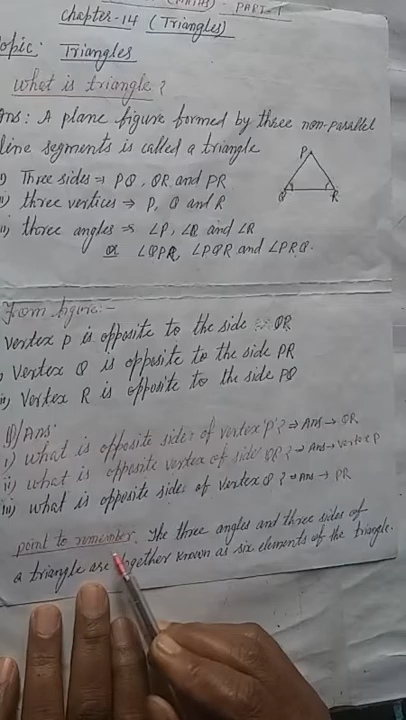 (MATHS) - PART-I
chapter-14 (Triangles)
opic: Triangles
what is triangle?
ns: A plane figure formed by three non-parallel
line segments is called a triangle
P
Q R
i) Three sides ⇒ PQ, QR and PR
ii) three vertices ⇒ P, Q and R
iii) three angles ⇒ ∠P, ∠Q and ∠R
or ∠QPR, ∠PQR and ∠PRQ.
From figure:-
Vertex P is opposite to the side QR
Vertex Q is opposite to the side PR
ii) Vertex R is opposite to the side PQ
Q/Ans:
i) what is opposite side of vertex 'P'? ⇒ Ans → QR
ii) what is opposite vertex of side QR? ⇒ Ans → vertex P
iii) what is opposite side of vertex Q? ⇒ Ans → PR
point to remember. The three angles and three sides of
a triangle are together known as six elements of the triangle.